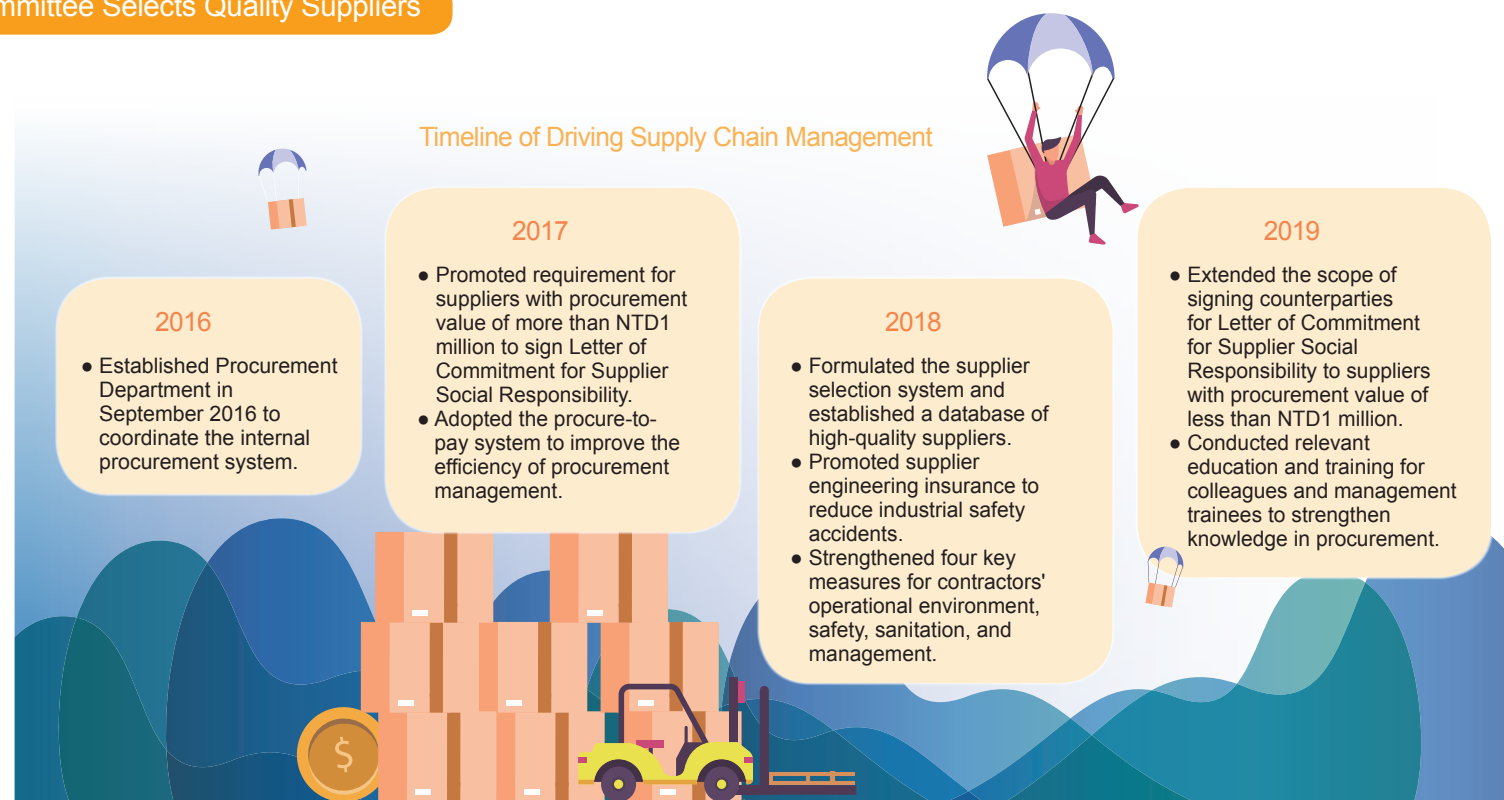 Selects Quality Suppliers
Timeline of Driving Supply Chain Management
2016
● Established Procurement
Department in
September 2016 to
coordinate the internal
procurement system.
2017
● Promoted requirement for
suppliers with procurement
value of more than NTD1
million to sign Letter of
Commitment for Supplier
Social Responsibility.
● Adopted the procure-to-
pay system to improve the
efficiency of procurement
management.
2018
● Formulated the supplier
selection system and
established a database of
high-quality suppliers.
● Promoted supplier
engineering insurance to
reduce industrial safety
accidents.
● Strengthened four key
measures for contractors'
operational environment,
safety, sanitation, and
management.
2019
● Extended the scope of
signing counterparties
for Letter of Commitment
for Supplier Social
Responsibility to suppliers
with procurement value of
less than NTD1 million.
● Conducted relevant
education and training for
colleagues and management
trainees to strengthen
knowledge in procurement.
$